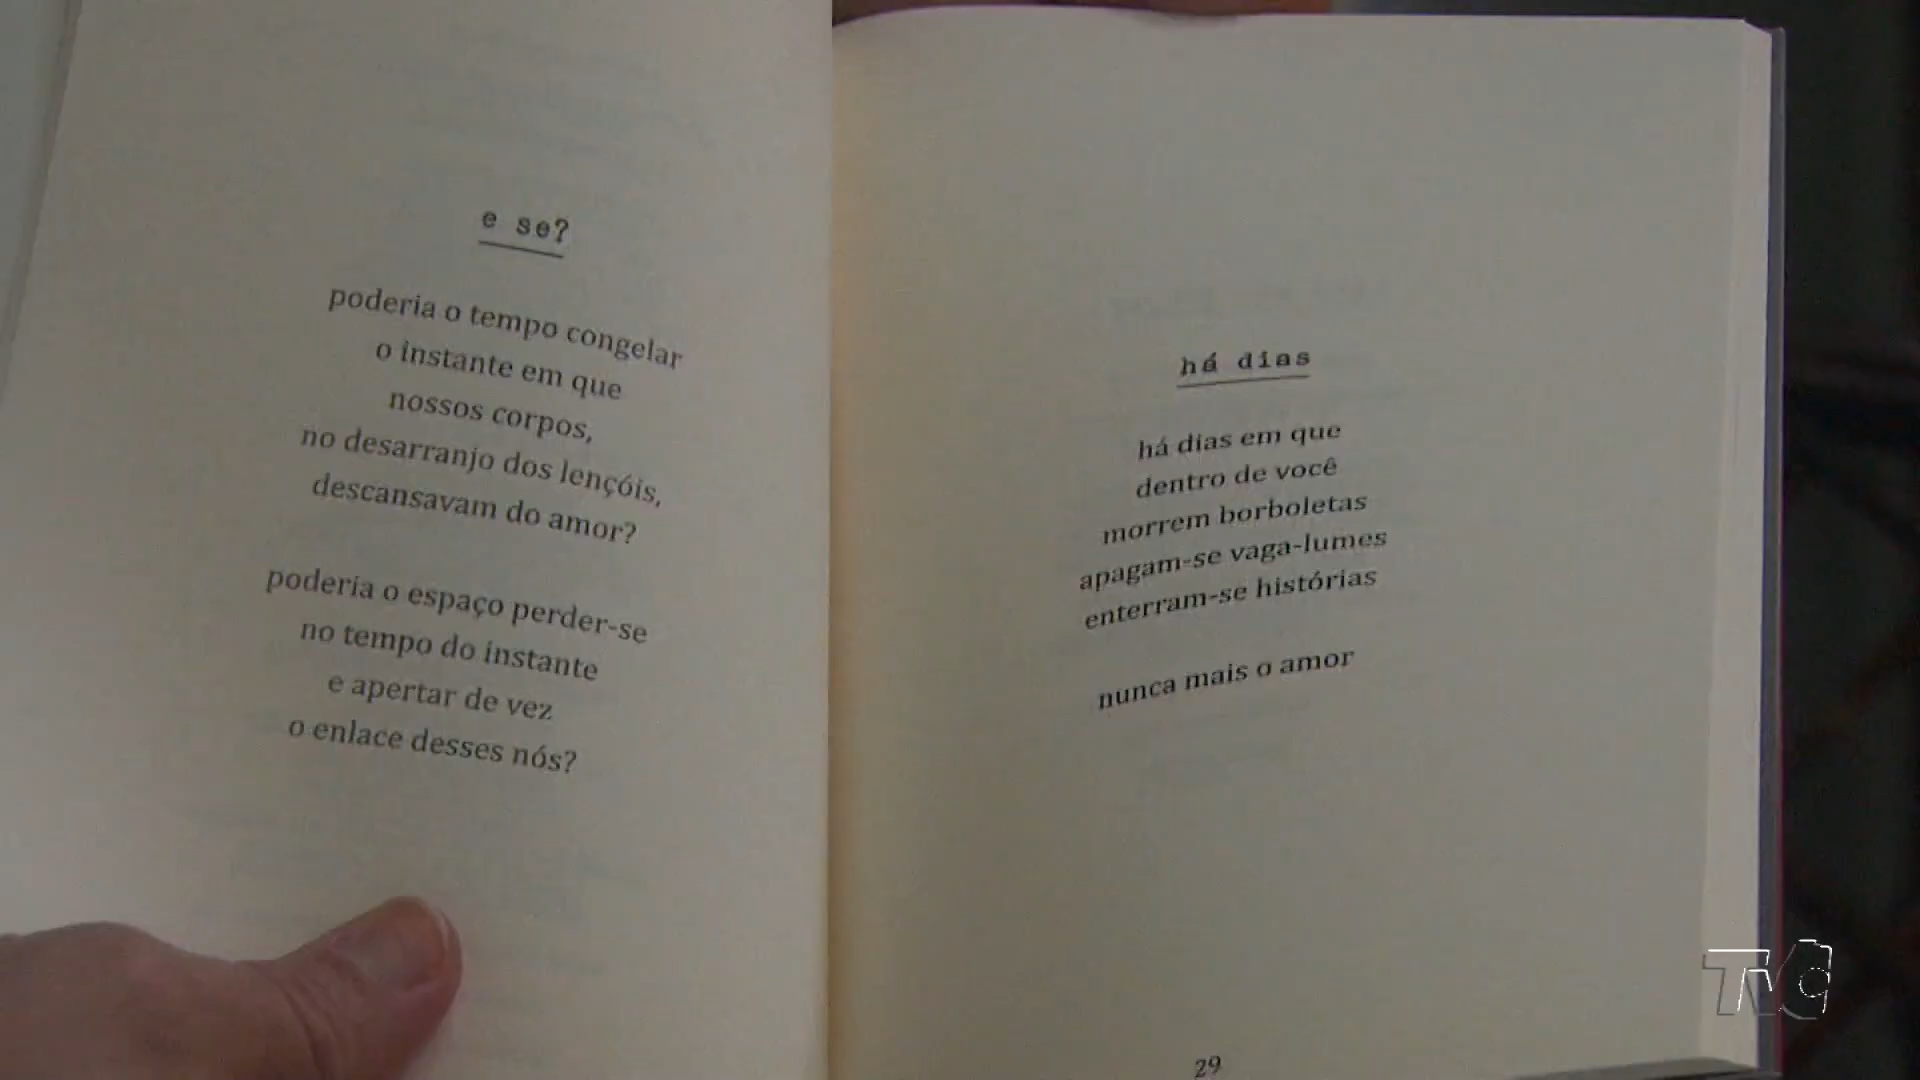 e se?
poderia o tempo congelar
o instante em que
nossos corpos,
no desarranjo dos lençóis,
descansavam do amor?
poderia o espaço perder-se
no tempo do instante
e apertar de vez
o enlace desses nós?
há dias
há dias em que
dentro de você
morrem borboletas
apagam-se vaga-lumes
enterram-se histórias
nunca mais o amor
29
TVC